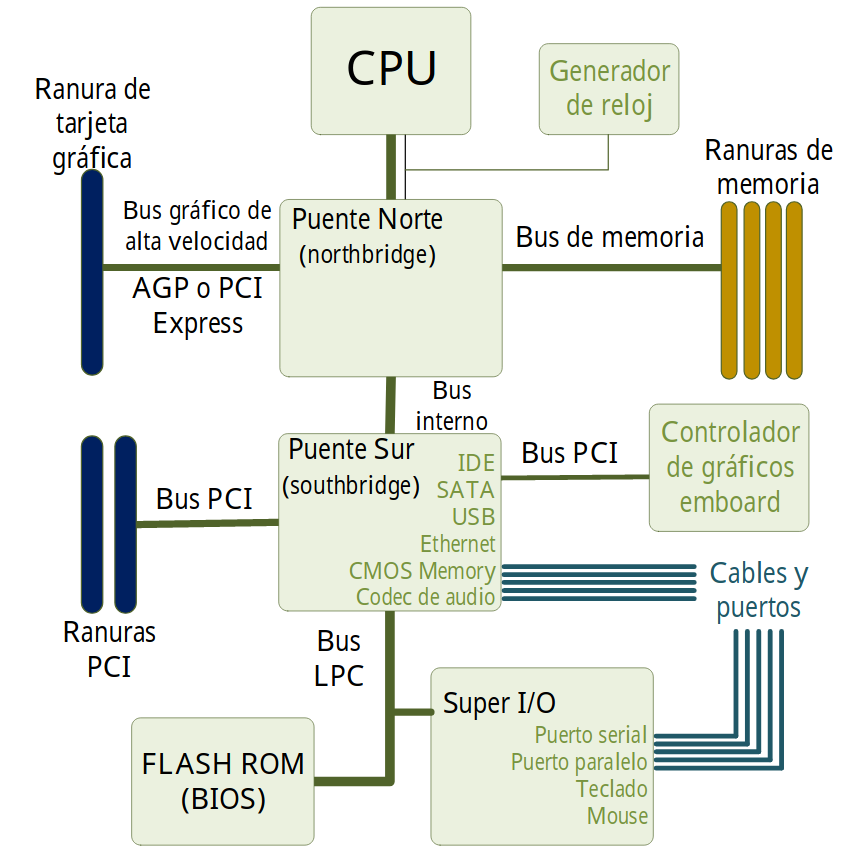 CPU
Generador
de reloj
Ranura de
tarjeta
gráfica
Ranuras de
memoria
Bus gráfico de
alta velocidad
AGP o PCI
Express
Puente Norte
(northbridge)
Bus de memoria
Bus
interno
Puente Sur
(southbridge)
IDE
SATA
USB
Ethernet
CMOS Memory
Codec de audio
Bus PCI
Controlador
de gráficos
emboard
Bus PCI
Ranuras
PCI
Cables y
puertos
Bus
LPC
Super I/O
Puerto serial
Puerto paralelo
Teclado
Mouse
FLASH ROM
(BIOS)